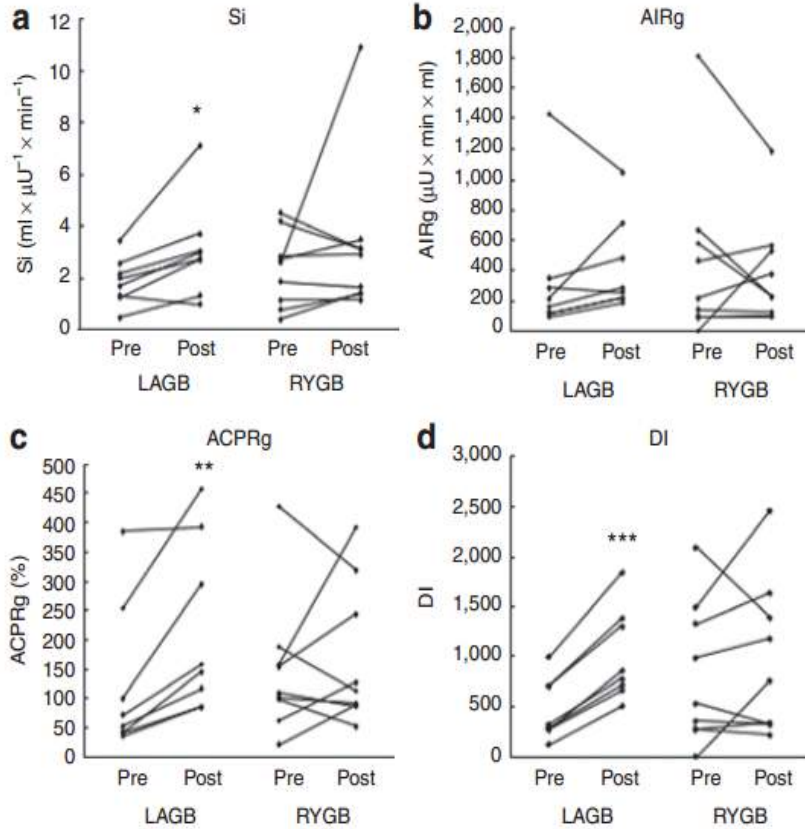 a
Si
Si (ml × μU⁻¹ × min⁻¹)
12
10
8
6
4
2
0
*
Pre Post Pre Post
LAGB RYGB
b
AIRg
AIRg (μU × min × ml)
2,000
1,800
1,600
1,400
1,200
1,000
800
600
400
200
0
Pre Post Pre Post
LAGB RYGB
c
ACPRg
ACPRg (%)
500
450
400
350
300
250
200
150
100
50
0
**
Pre Post Pre Post
LAGB RYGB
d
DI
DI
3,000
2,500
2,000
1,500
1,000
500
0
***
Pre Post Pre Post
LAGB RYGB